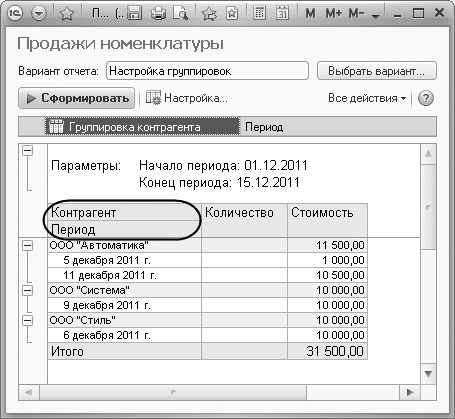 1С П... (... 31 M M+ M-
Продажи номенклатуры
Вариант отчета: Настройка группировок Выбрать вариант...
Сформировать Настройка... Все действия ?
Группировка контрагента Период
Параметры: Начало периода: 01.12.2011
Конец периода: 15.12.2011
Контрагент Количество Стоимость
Период
ООО "Автоматика" 11 500,00
5 декабря 2011 г. 1 000,00
11 декабря 2011 г. 10 500,00
ООО "Система" 10 000,00
9 декабря 2011 г. 10 000,00
ООО "Стиль" 10 000,00
6 декабря 2011 г. 10 000,00
Итого 31 500,00